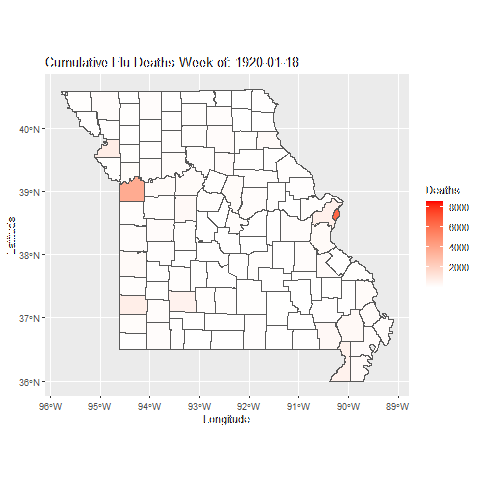 Cumulative Flu Deaths Week of: 1920-01-18
Deaths
8000
6000
4000
2000
40°N
39°N
38°N
37°N
36°N
Latitude
96°W 95°W 94°W 93°W 92°W 91°W 90°W 89°W
Longitude